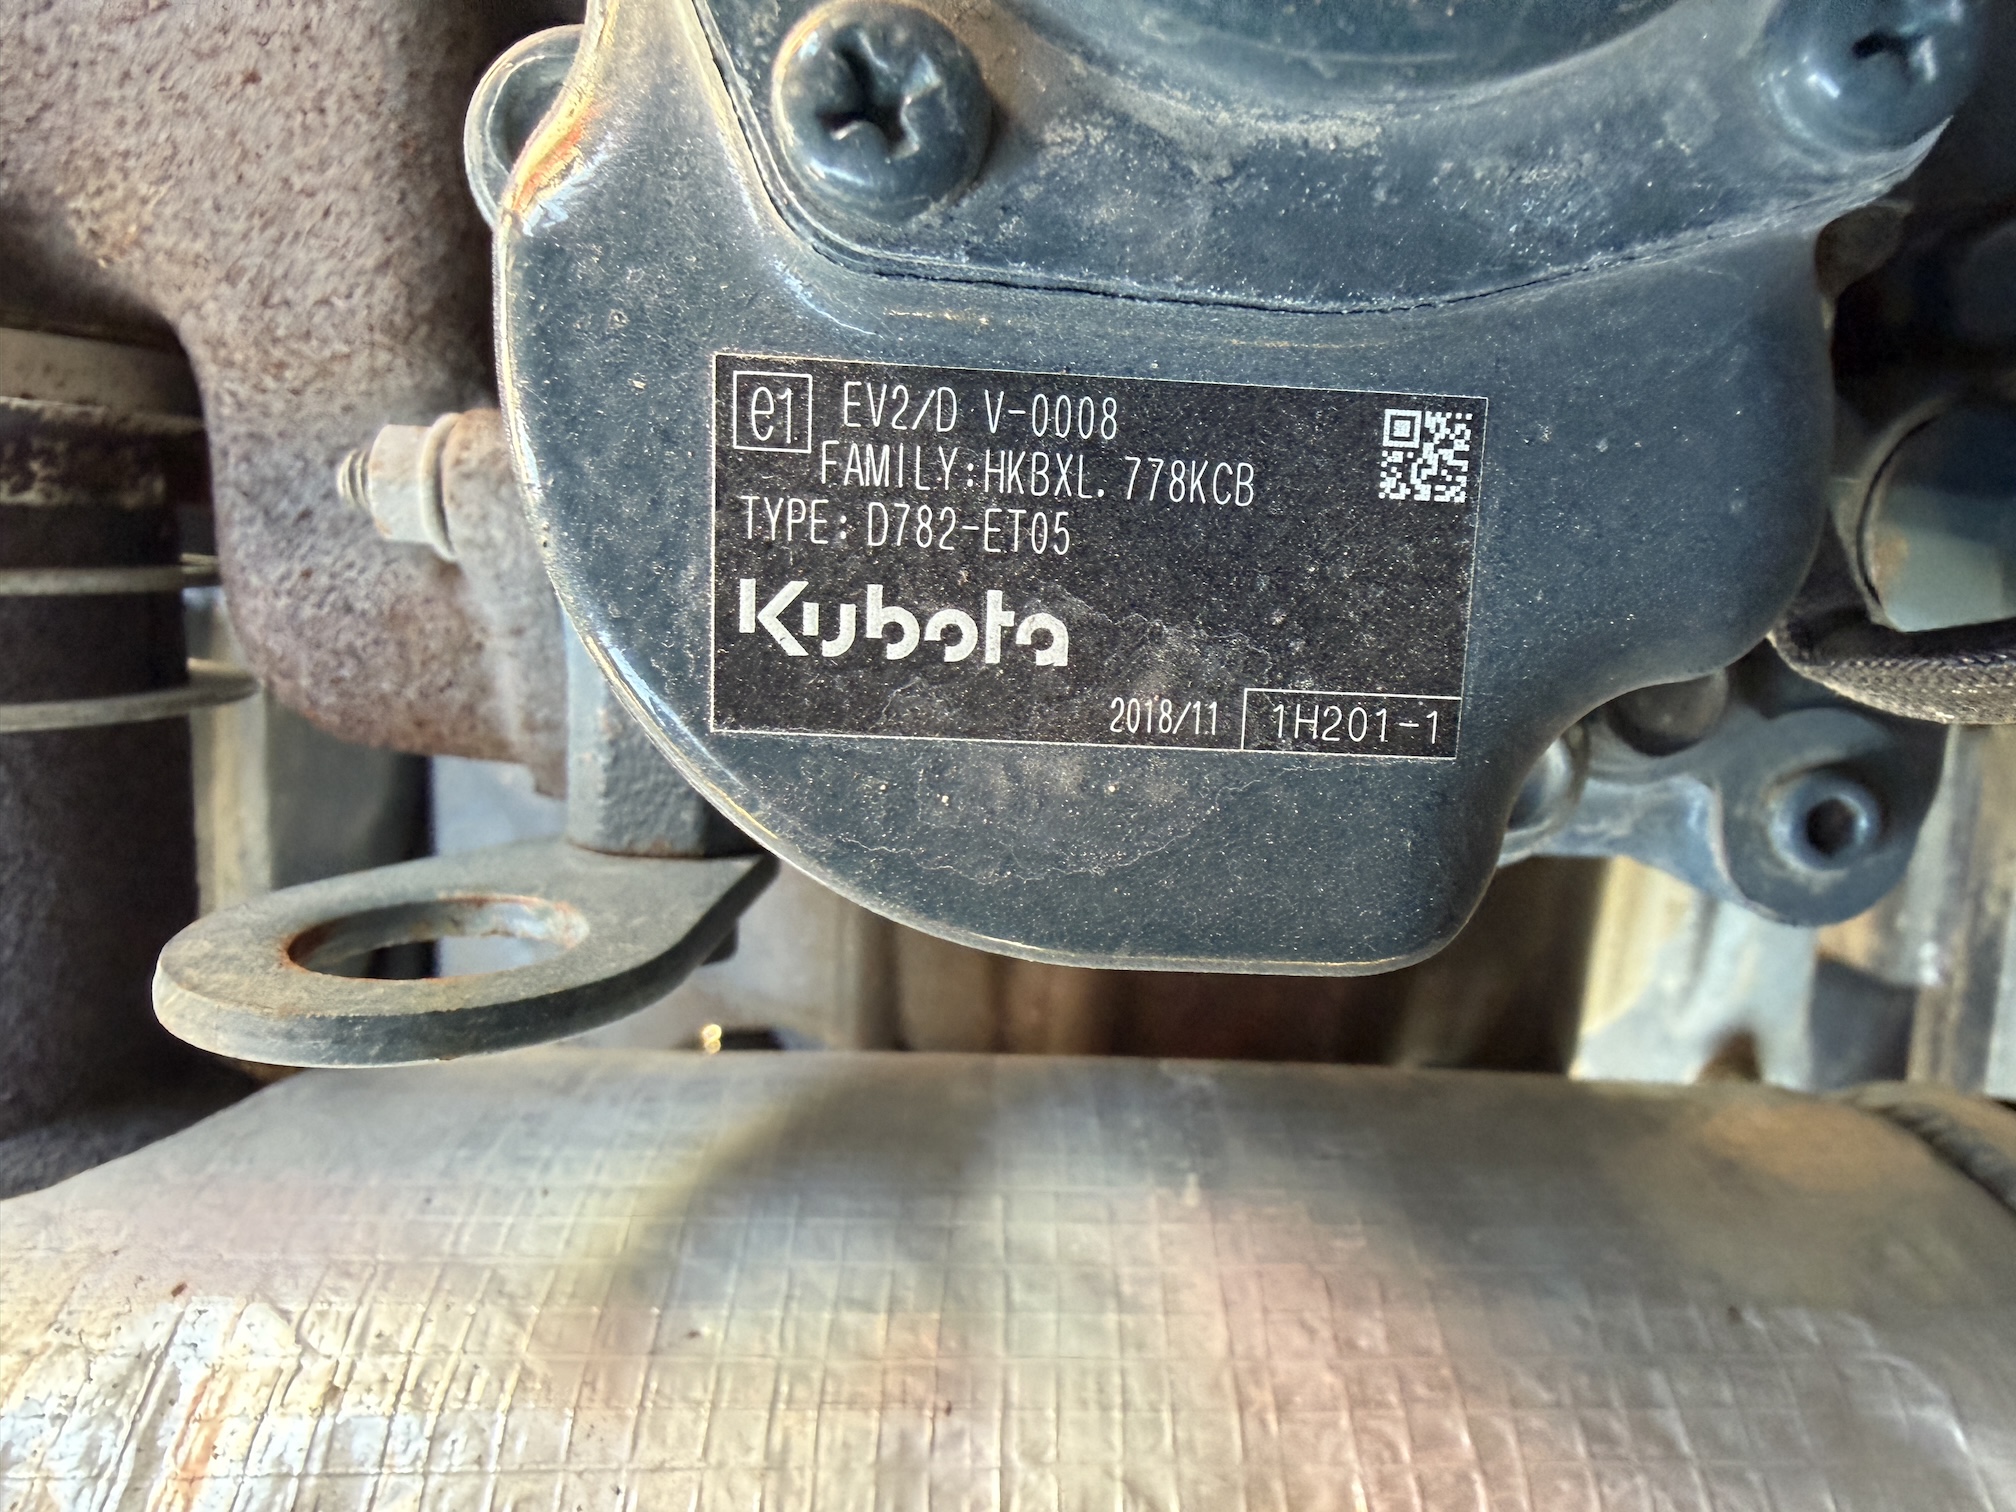 e1 EV2/D V-0008
FAMILY:HKBXL.778KCB
TYPE: D782-ET05
Kubota
2018/11 1H201-1